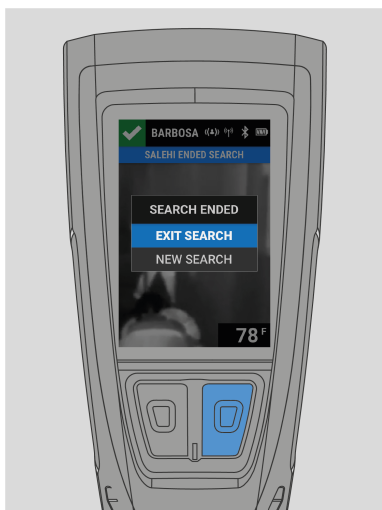 BARBOSA
SALEHI ENDED SEARCH
SEARCH ENDED
EXIT SEARCH
NEW SEARCH
78 F